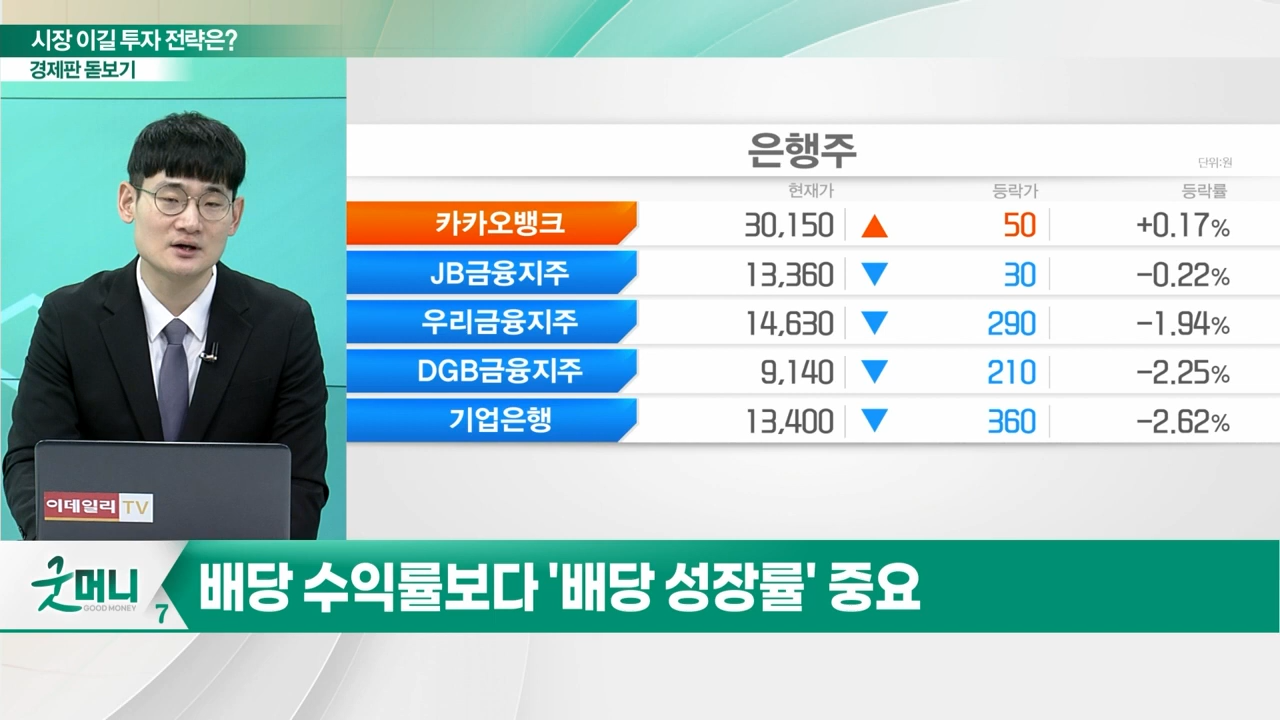 시장 이길 투자 전략은?
경제판 돋보기
은행주
단위:원
현재가 등락가 등락률
카카오뱅크 30,150 ▲ 50 +0.17%
JB금융지주 13,360 ▼ 30 -0.22%
우리금융지주 14,630 ▼ 290 -1.94%
DGB금융지주 9,140 ▼ 210 -2.25%
기업은행 13,400 ▼ 360 -2.62%
이데일리 TV
굿머니
GOOD MONEY
7
배당 수익률보다 '배당 성장률' 중요